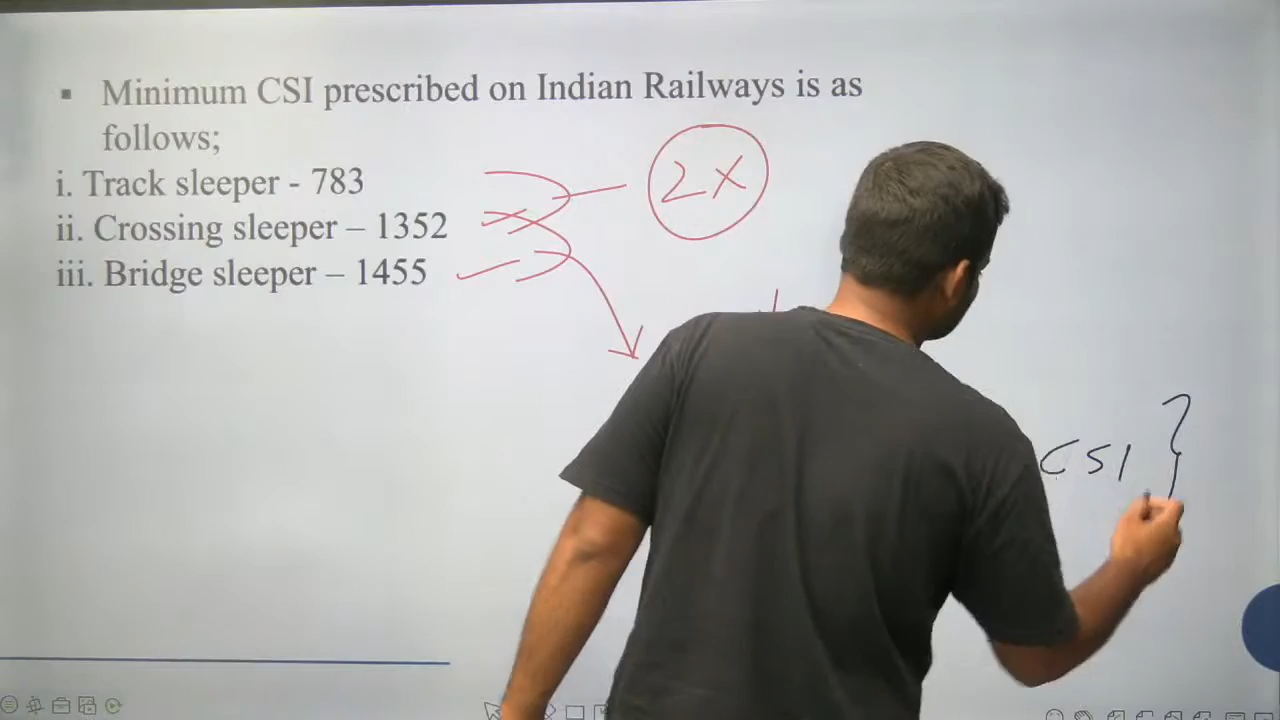 ▪ Minimum CSI prescribed on Indian Railways is as
follows;
i. Track sleeper - 783
ii. Crossing sleeper – 1352
iii. Bridge sleeper – 1455
2X
CSI